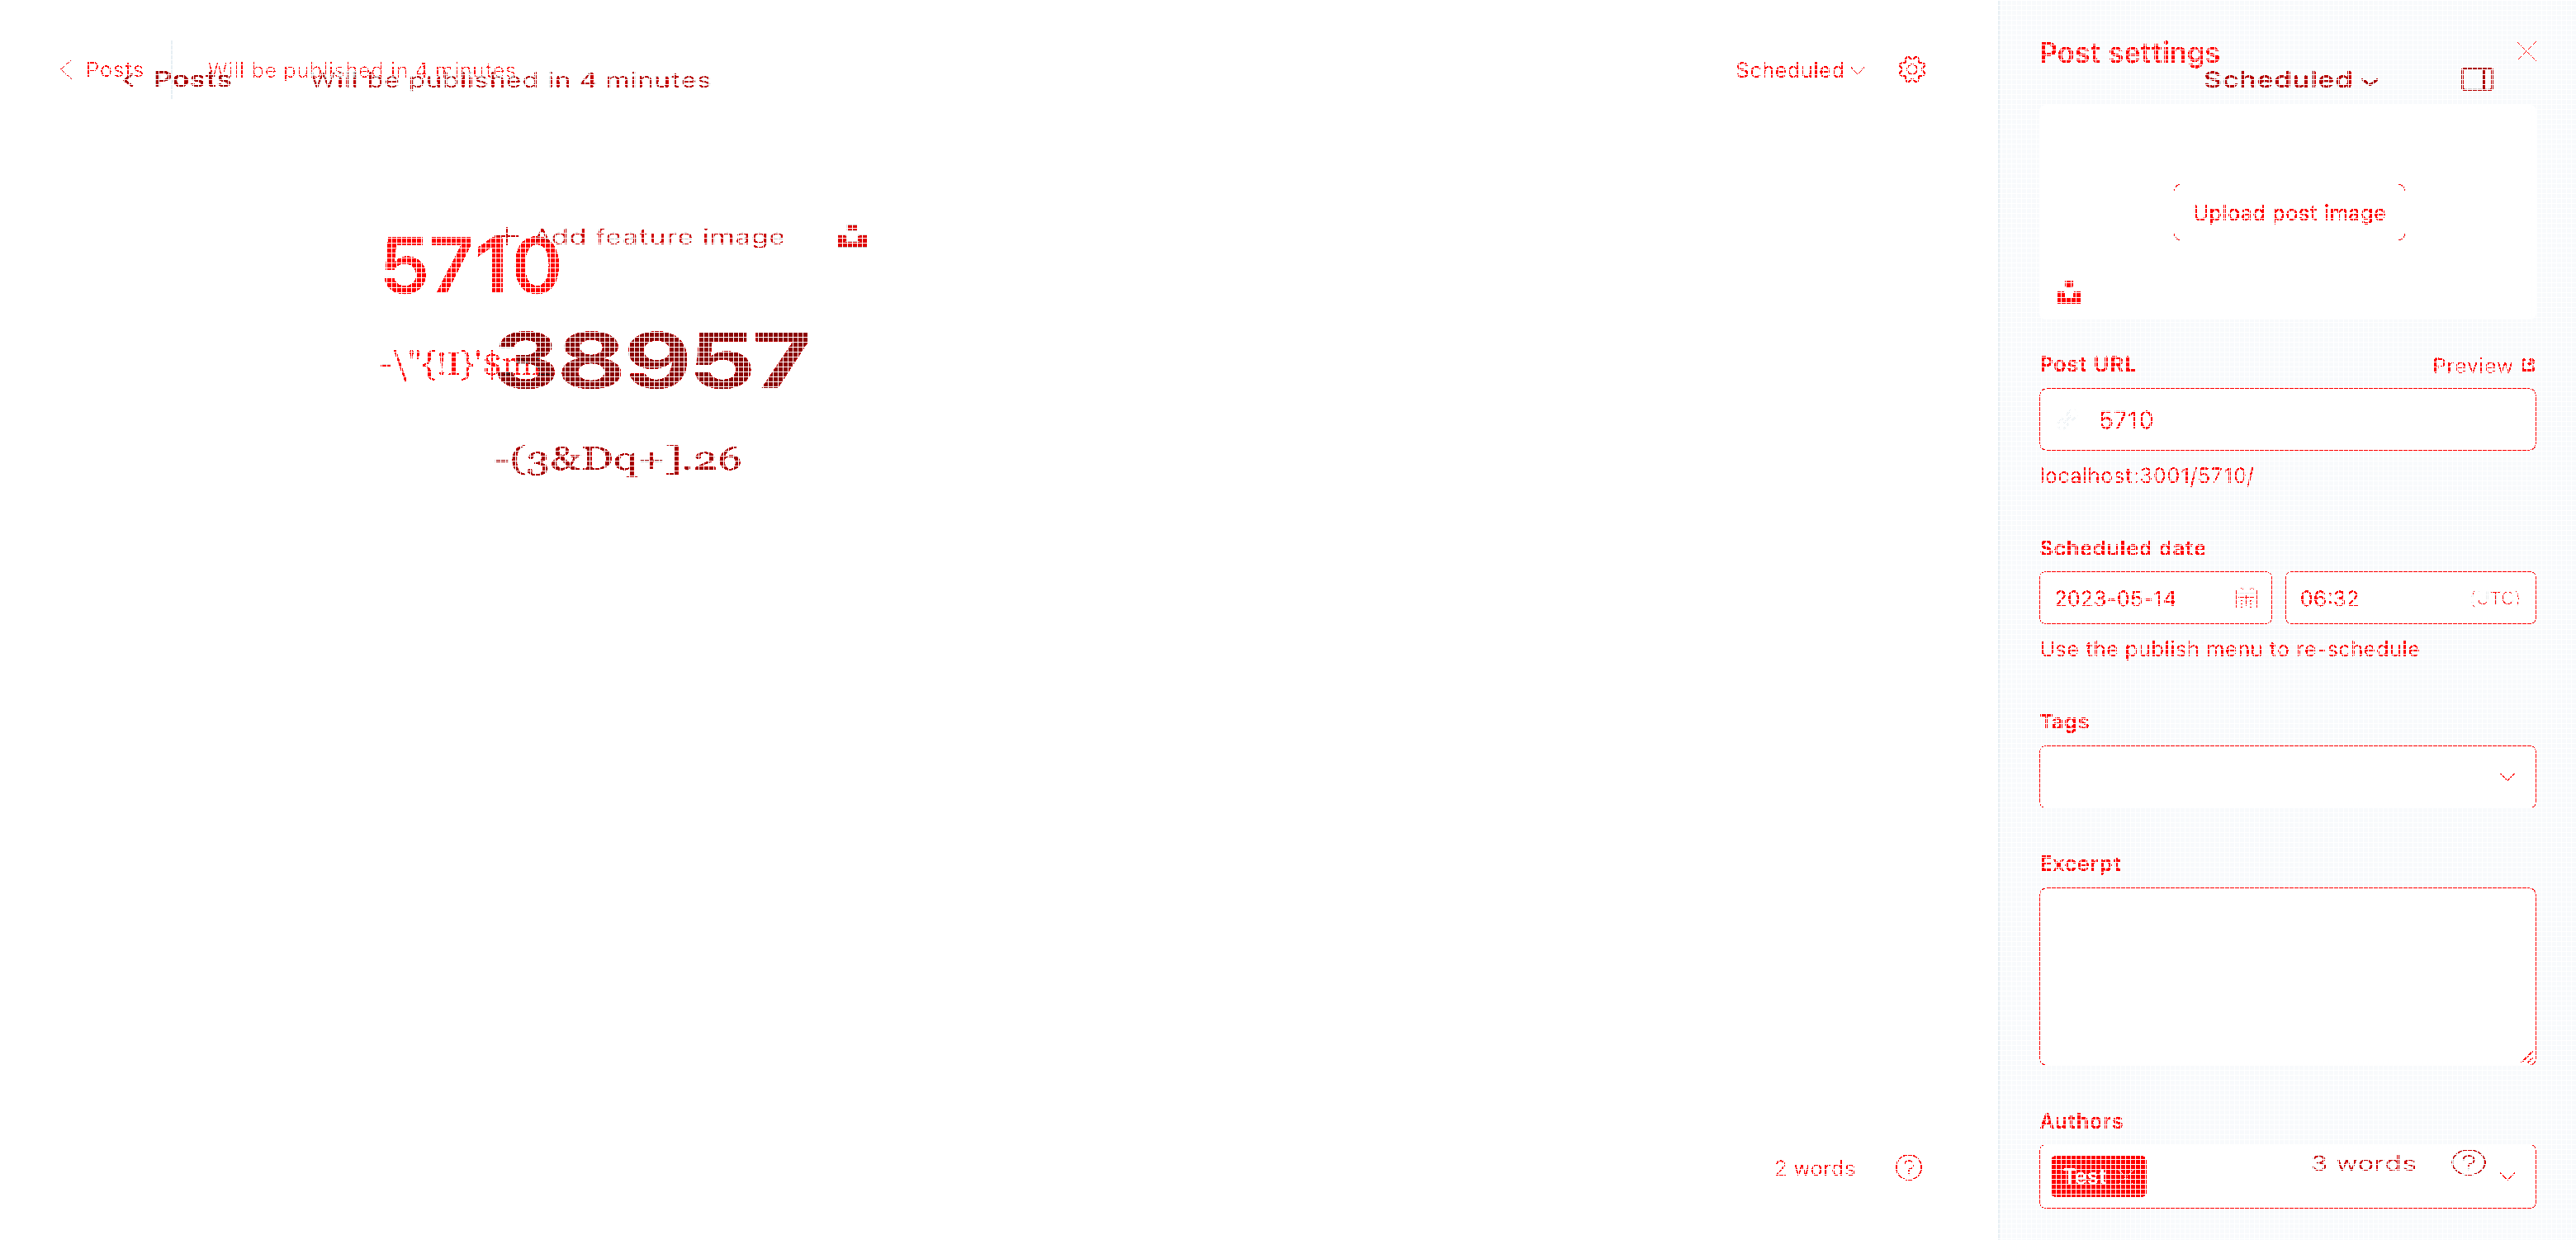 Posts Will be published in 4 minutes Scheduled
Posts Will be published in 4 minutes Scheduled
Add feature image
5710
38957
-(3&Dq+].26
2 words
3 words
Post settings
Upload post image
Post URL Preview
5710
localhost:3001/5710/
Scheduled date
2023-05-14 06:32 (UTC)
Use the publish menu to re-schedule
Tags
Excerpt
Authors
Test